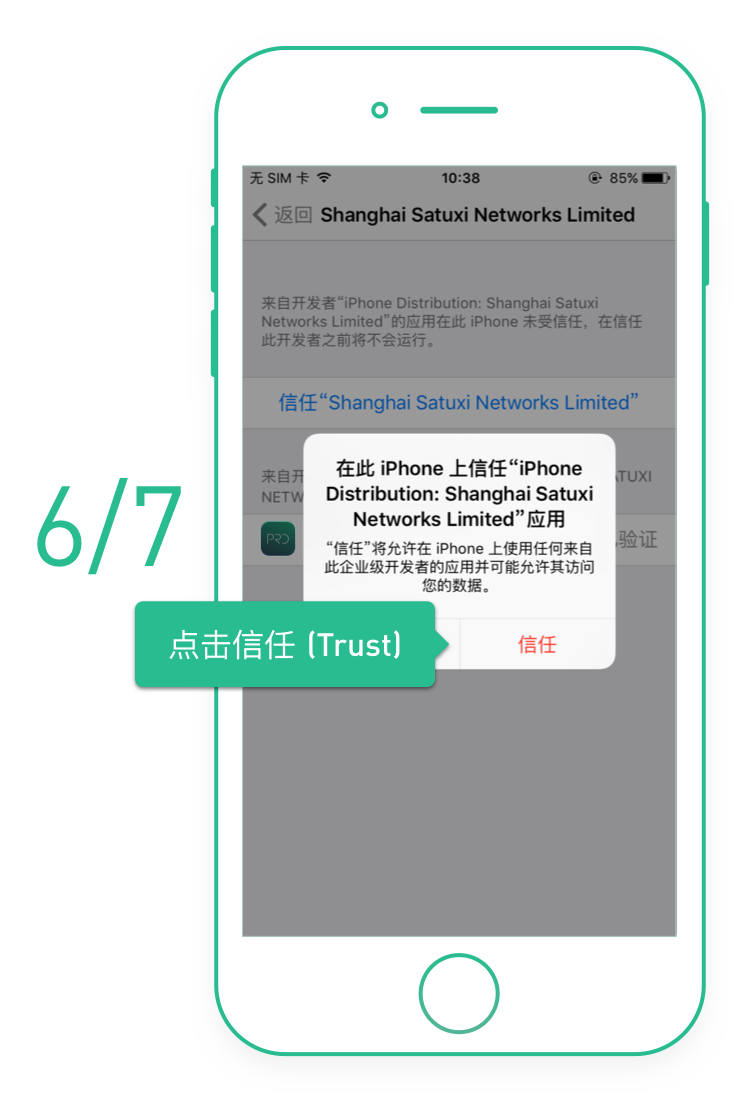 无 SIM 卡 10:38 85%
返回 Shanghai Satuxi Networks Limited
来自开发者“iPhone Distribution: Shanghai Satuxi
Networks Limited”的应用在此 iPhone 未受信任，在信任
此开发者之前将不会运行。
信任“Shanghai Satuxi Networks Limited”
来自开
TUXI
NETW
在此 iPhone 上信任“iPhone
Distribution: Shanghai Satuxi
Networks Limited”应用
“信任”将允许在 iPhone 上使用任何来自
此企业级开发者的应用并可能允许其访问
您的数据。
PRD
验证
6/7
点击信任 (Trust)
信任